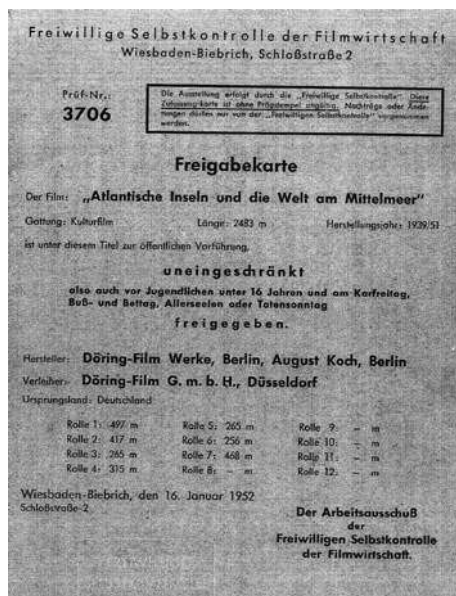 Freiwillige Selbstkontrolle der Filmwirtschaft
Wiesbaden-Biebrich, Schloßstraße 2
Prüf-Nr.:
3706
Die Ausstellung erfolgt durch die „Freiwillige Selbstkontrolle". Diese
Zulassungskarte ist ohne Prägstempel ungültig. Nachträge oder Ände-
rungen dürfen nur von der „Freiwilligen Selbstkontrolle" vorgenommen
werden.
Freigabekarte
Der Film: „Atlantische Inseln und die Welt am Mittelmeer"
Gattung: Kulturfilm Länge: 2483 m Herstellungsjahr: 1939/51
ist unter diesem Titel zur öffentlichen Vorführung,
uneingeschränkt
also auch vor Jugendlichen unter 16 Jahren und am Karfreitag,
Buß- und Bettag, Allerseelen oder Totensonntag
freigegeben.
Hersteller: Döring-Film Werke, Berlin, August Koch, Berlin
Verleiher: Döring-Film G. m. b. H., Düsseldorf
Ursprungsland: Deutschland
Rolle 1: 497 m Rolle 5: 265 m Rolle 9: – m
Rolle 2: 417 m Rolle 6: 256 m Rolle 10: – m
Rolle 3: 265 m Rolle 7: 468 m Rolle 11: – m
Rolle 4: 315 m Rolle 8: – m Rolle 12: – m
Wiesbaden-Biebrich, den 16. Januar 1952
Schloßstraße 2
Der Arbeitsausschuß
der
Freiwilligen Selbstkontrolle
der Filmwirtschaft.